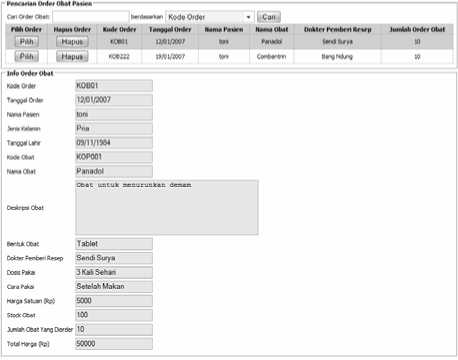 Pencarian Order Obat Pasien
Cari Order Obat: berdasarkan Kode Order Cari
Pilih Order Hapus Order Kode Order Tanggal Order Nama Pasien Nama Obat Dokter Pemberi Resep Jumlah Order Obat
Pilih Hapus KOB01 12/01/2007 toni Panadol Sendi Surya 10
Pilih Hapus KOB222 19/01/2007 toni Combantrin Bang Ndung 10
Info Order Obat
Kode Order KOB01
Tanggal Order 12/01/2007
Nama Pasien toni
Jenis Kelamin Pria
Tanggal Lahir 09/11/1984
Kode Obat KOP001
Nama Obat Panadol
Deskripsi Obat Obat untuk menurunkan demam
Bentuk Obat Tablet
Dokter Pemberi Resep Sendi Surya
Dosis Pakai 3 Kali Sehari
Cara Pakai Setelah Makan
Harga Satuan (Rp) 5000
Stock Obat 100
Jumlah Obat Yang Diorder 10
Total Harga (Rp) 50000